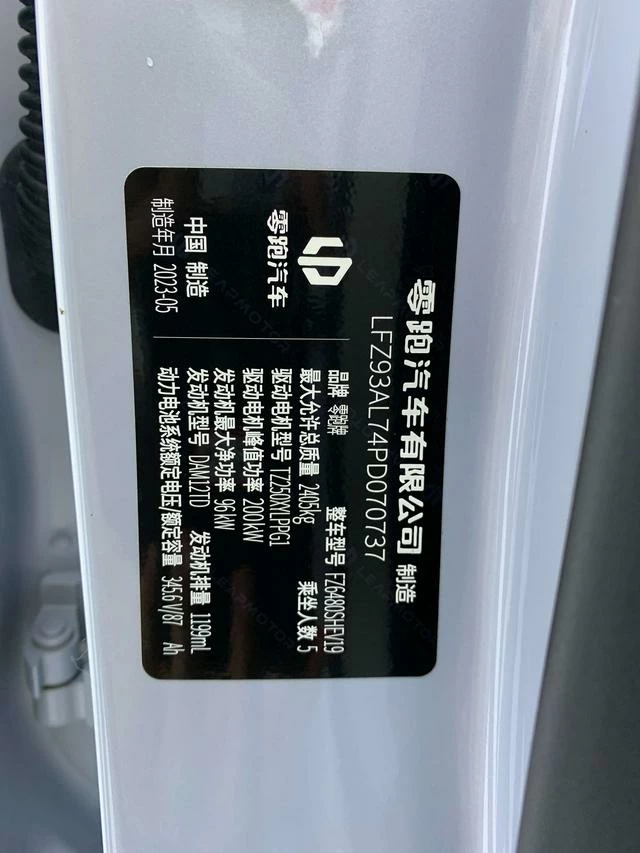 零跑汽车有限公司 制造
LFZ93AL74PD070737
零跑汽车
中国 制造
制造年月 2023-05
品牌 零跑牌 整车型号 FZ6480SHEV19
最大允许总质量 2405kg 乘坐人数 5
驱动电机型号 TZ250XYLPPG1
驱动电机峰值功率 200kW
发动机最大净功率 96kW
发动机型号 DAM12TD 发动机排量 1199mL
动力电池系统额定电压/额定容量 345.6 V/87 Ah
LEAPMOTOR
LEAPMOTOR